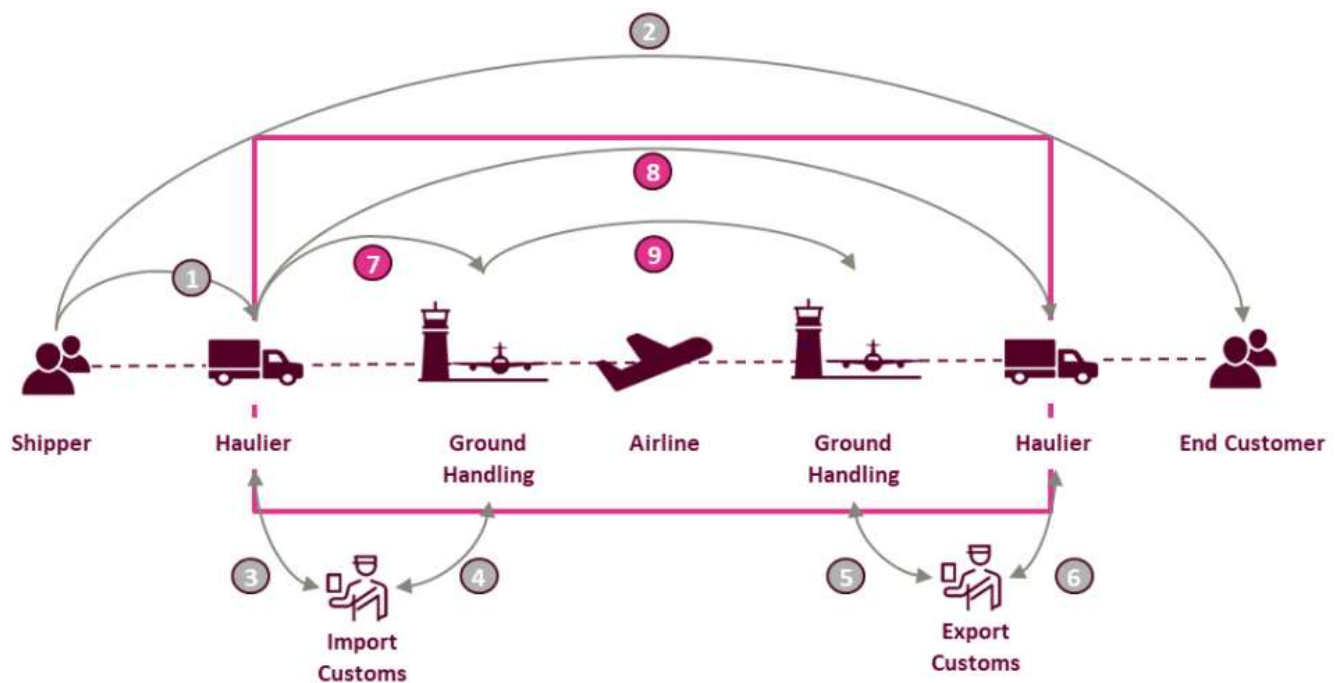 2
8
7
9
1
Shipper
Haulier
Ground
Handling
Airline
Ground
Handling
Haulier
End Customer
3
4
5
6
Import
Customs
Export
Customs